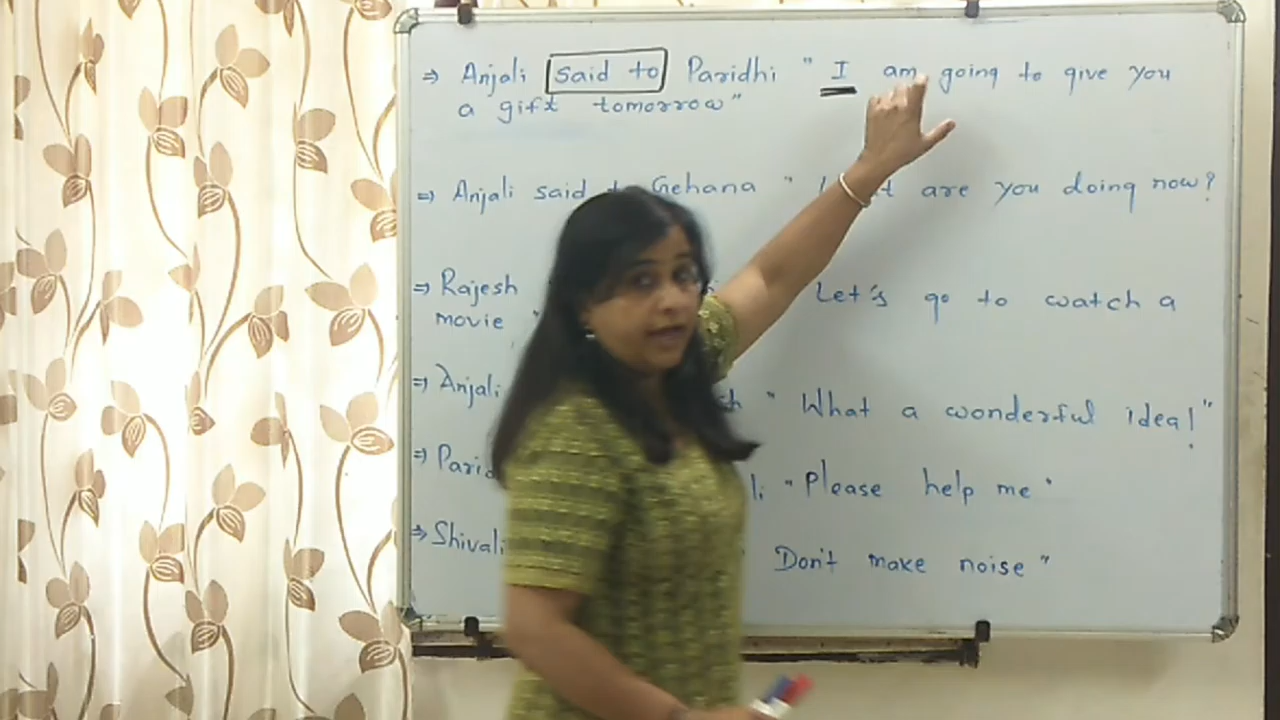 ⇒ Anjali said to Paridhi " I am going to give you
a gift tomorrow"
⇒ Anjali said Gehana " are you doing now?
⇒ Rajesh Let's go to watch a
movie "
⇒ Anjali " What a wonderful idea!"
⇒ "Please help me "
⇒ Shivali Don't make noise "